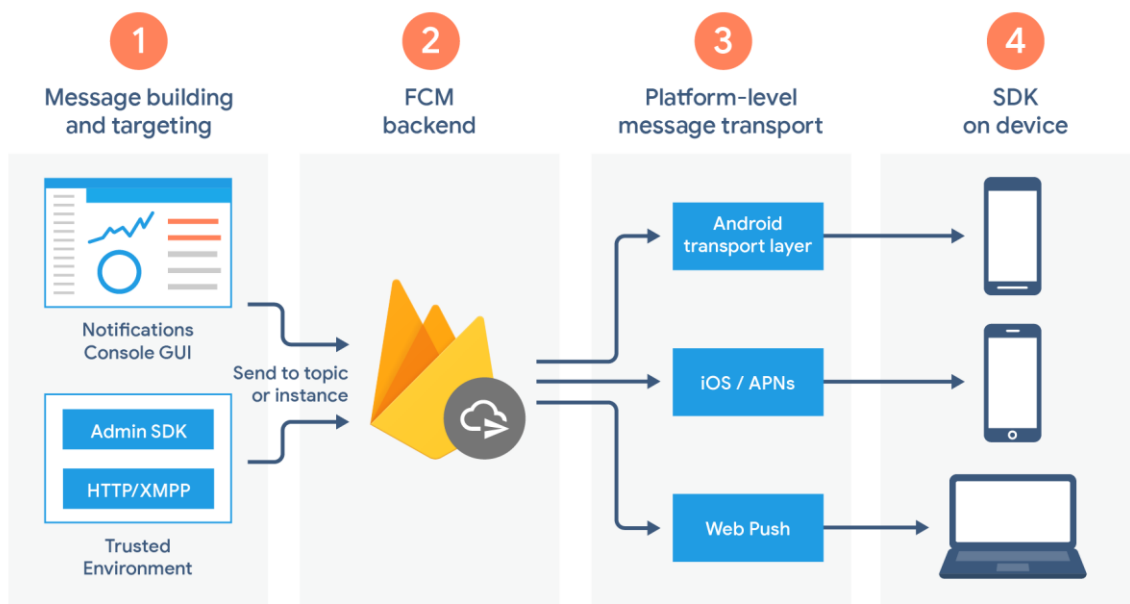 1
Message building
and targeting
2
FCM
backend
3
Platform-level
message transport
4
SDK
on device
Notifications
Console GUI
Send to topic
or instance
Admin SDK
HTTP/XMPP
Trusted
Environment
Android
transport layer
iOS / APNs
Web Push